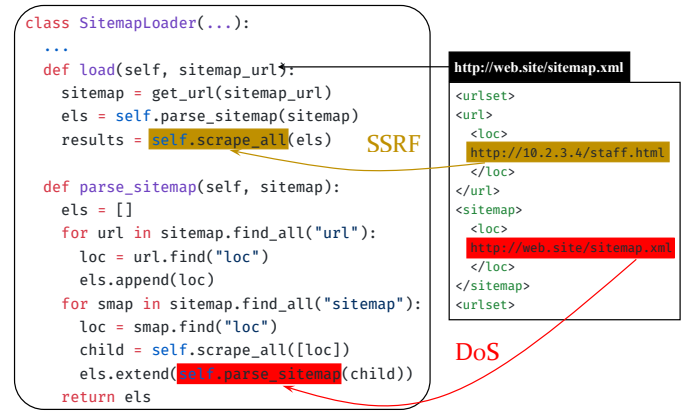 class SitemapLoader(...):
...
def load(self, sitemap_url):
sitemap = get_url(sitemap_url)
els = self.parse_sitemap(sitemap)
results = self.scrape_all(els)
def parse_sitemap(self, sitemap):
els = []
for url in sitemap.find_all("url"):
loc = url.find("loc")
els.append(loc)
for smap in sitemap.find_all("sitemap"):
loc = smap.find("loc")
child = self.scrape_all([loc])
els.extend(self.parse_sitemap(child))
return els
SSRF
DoS
http://web.site/sitemap.xml
<urlset>
<url>
<loc>
http://10.2.3.4/staff.html
</loc>
</url>
<sitemap>
<loc>
http://web.site/sitemap.xml
</loc>
</sitemap>
<urlset>